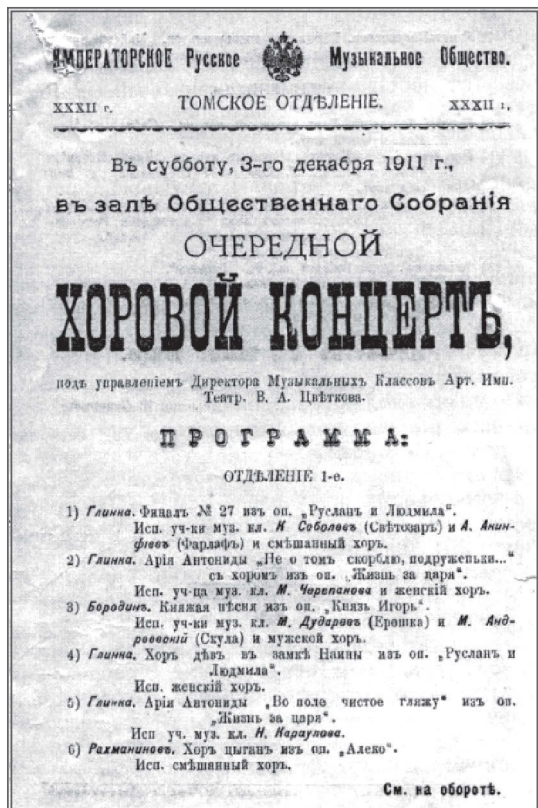 ИМПЕРАТОРСКОЕ Русское Музыкальное Общество.
XXXII г. ТОМСКОЕ ОТДѢЛЕНІЕ. XXXII г.
Въ субботу, 3-го декабря 1911 г.,
въ залѣ Общественнаго Собранія
ОЧЕРЕДНОЙ
ХОРОВОЙ КОНЦЕРТЪ,
подъ управленіемъ Директора Музыкальныхъ Классовъ Арт. Имп.
Театр. В. А. Цвѣткова.
ПРОГРАММА:
ОТДѢЛЕНІЕ 1-е.
1) Глинка. Финалъ № 27 изъ оп. „Русланъ и Людмила“.
Исп. уч-ки муз. кл. Н Соболевъ (Свѣтозаръ) и А. Анин-
фіевъ (Фарлафъ) и смѣшанный хоръ.
2) Глинка. Арія Антониды „Не о томъ скорблю, подруженьки...“
съ хоромъ изъ оп. „Жизнь за царя“.
Исп. уч-ца муз. кл. М. Черепанова и женскій хоръ.
3) Бородинъ. Княжая пѣсня изъ оп. „Князь Игорь“.
Исп. уч-ки муз. кл. М. Дударевъ (Ерошка) и М.Анд-
реевскій (Скула) и мужской хоръ.
4) Глинка. Хоръ дѣвъ въ замкѣ Наины изъ оп. „Русланъ и
Людмила“.
Исп. женскій хоръ.
5) Глинка. Арія Антониды „Во поле чистое гляжу“ изъ оп.
„Жизнь за царя“.
Исп уч. муз. кл. Н. Караулова.
6) Рахманиновъ. Хоръ цыганъ изъ оп. „Алеко“.
Исп. смѣшанный хоръ.
См. на оборотѣ.